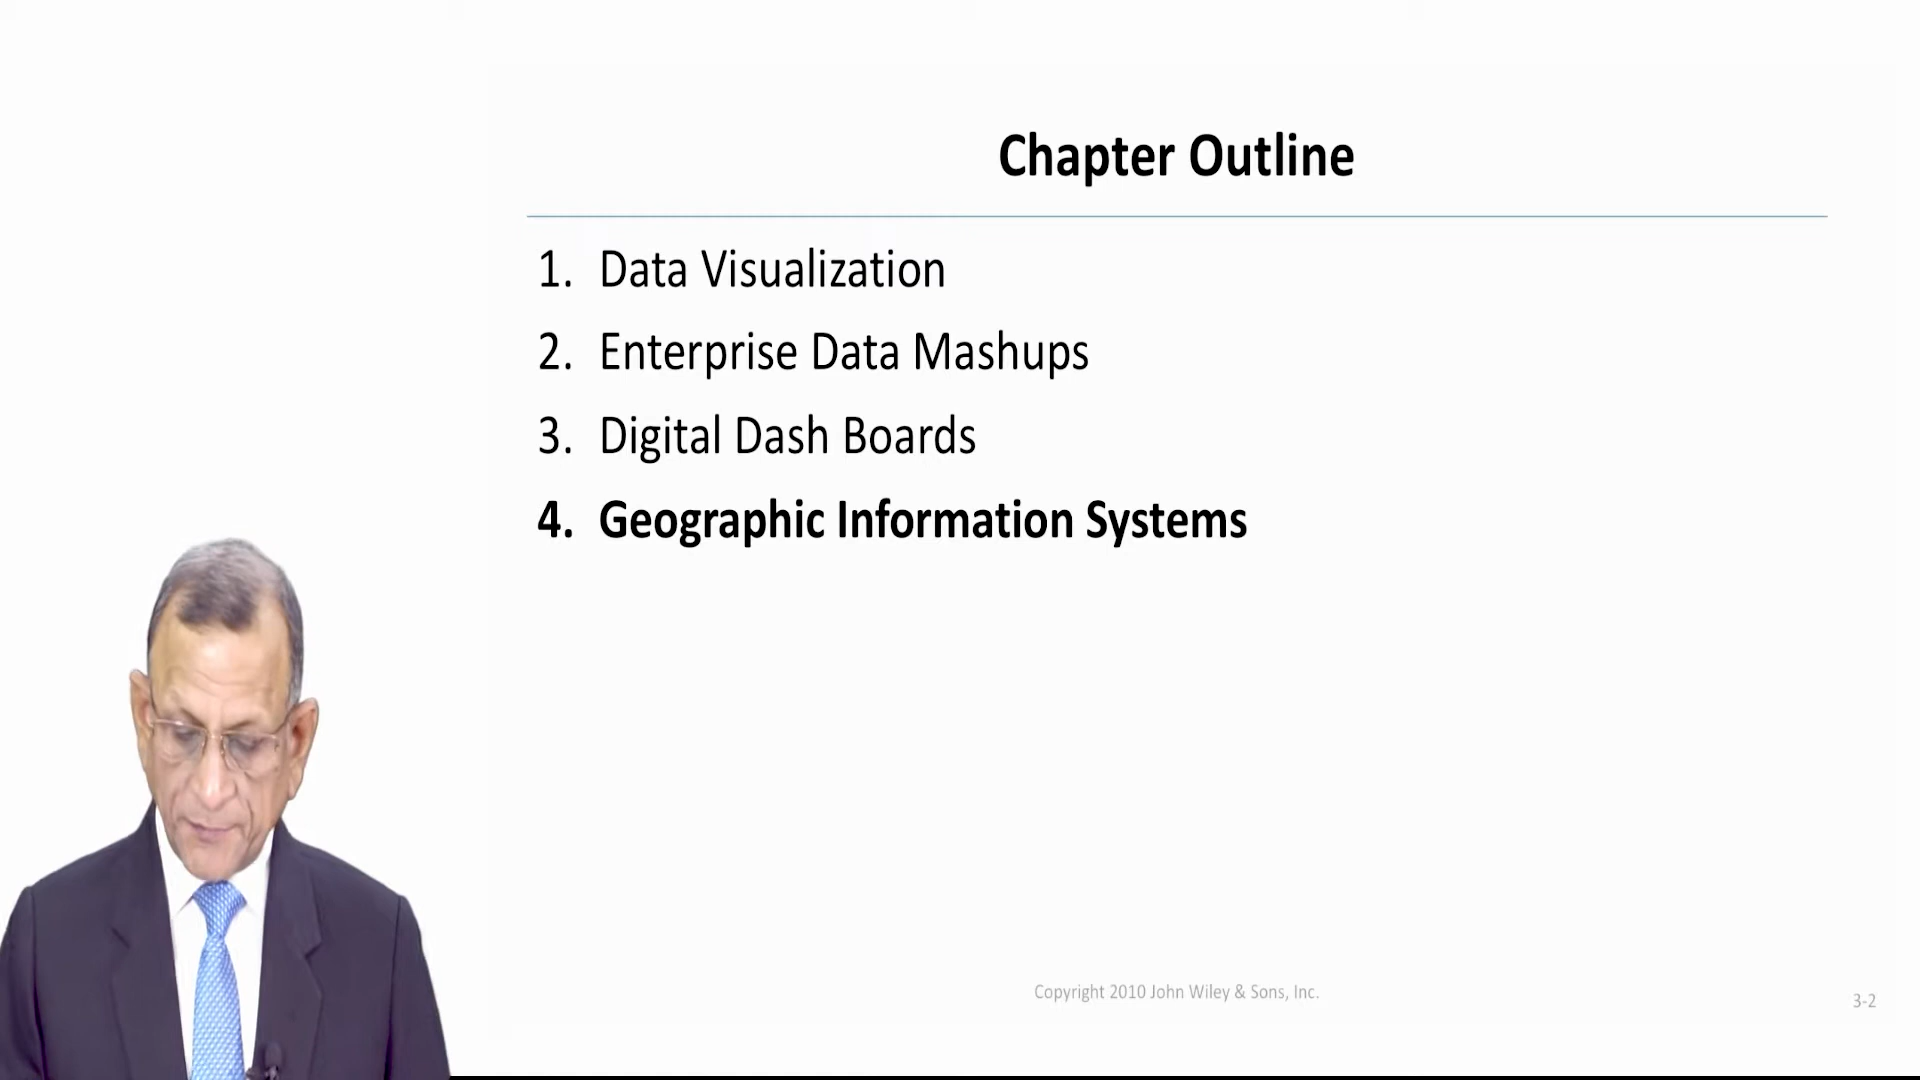 Chapter Outline
1. Data Visualization
2. Enterprise Data Mashups
3. Digital Dash Boards
4. Geographic Information Systems
Copyright 2010 John Wiley & Sons, Inc.
3-2